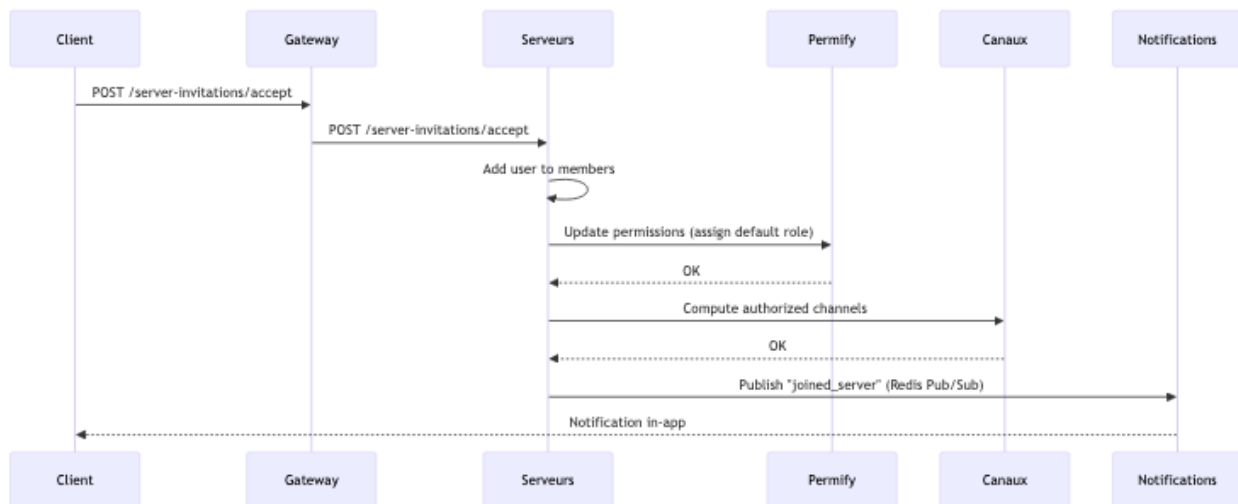 Client
Gateway
Serveurs
Permify
Canaux
Notifications
POST /server-invitations/accept
POST /server-invitations/accept
Add user to members
Update permissions (assign default role)
OK
Compute authorized channels
OK
Publish "joined_server" (Redis Pub/Sub)
Notification in-app
Client
Gateway
Serveurs
Permify
Canaux
Notifications